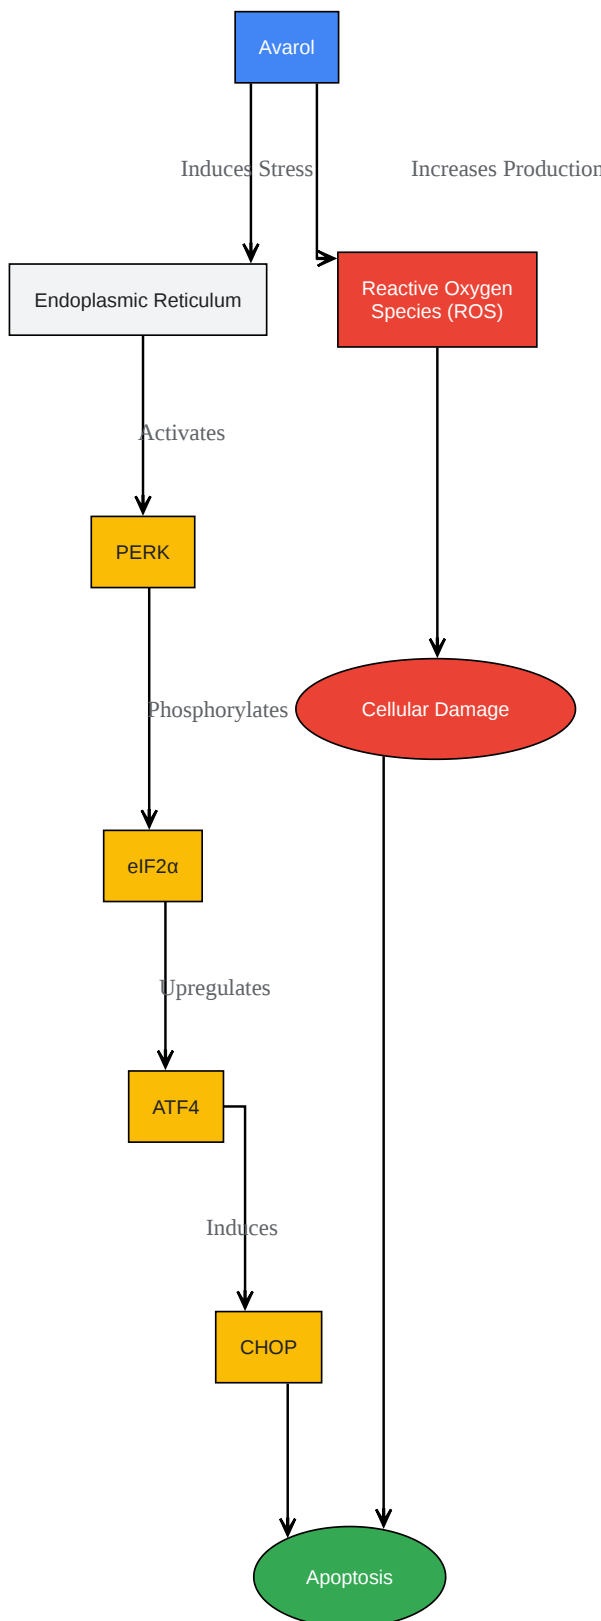 Avarol
Induces Stress
Increases Production
Endoplasmic Reticulum
Reactive Oxygen
Species (ROS)
Activates
PERK
Phosphorylates
Cellular Damage
eIF2α
Upregulates
ATF4
Induces
CHOP
Apoptosis